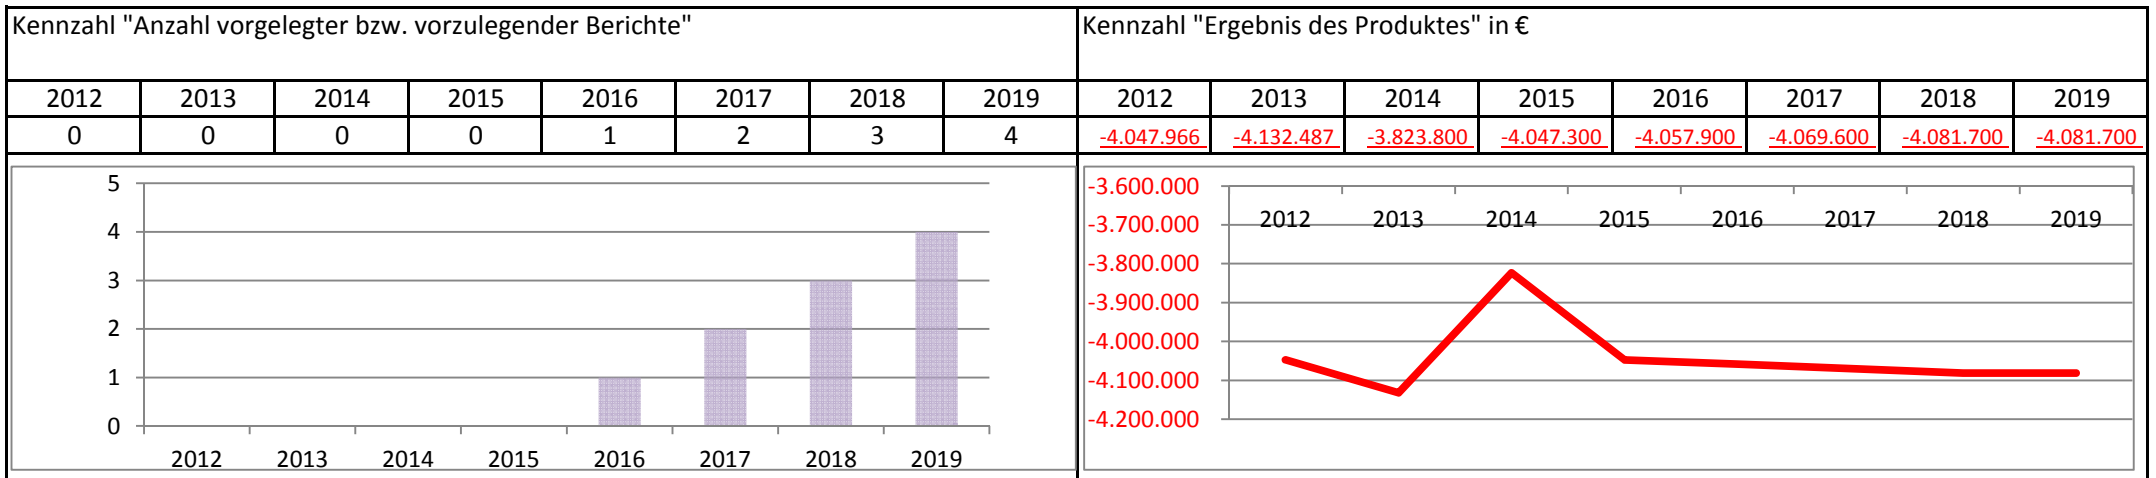 Kennzahl "Anzahl vorgelegter bzw. vorzulegender Berichte"
2012 2013 2014 2015 2016 2017 2018 2019
0 0 0 0 1 2 3 4
5
4
3
2
1
0
2012 2013 2014 2015 2016 2017 2018 2019
Kennzahl "Ergebnis des Produktes" in €
2012 2013 2014 2015 2016 2017 2018 2019
-4.047.966 -4.132.487 -3.823.800 -4.047.300 -4.057.900 -4.069.600 -4.081.700 -4.081.700
-3.600.000
2012 2013 2014 2015 2016 2017 2018 2019
-3.700.000
-3.800.000
-3.900.000
-4.000.000
-4.100.000
-4.200.000